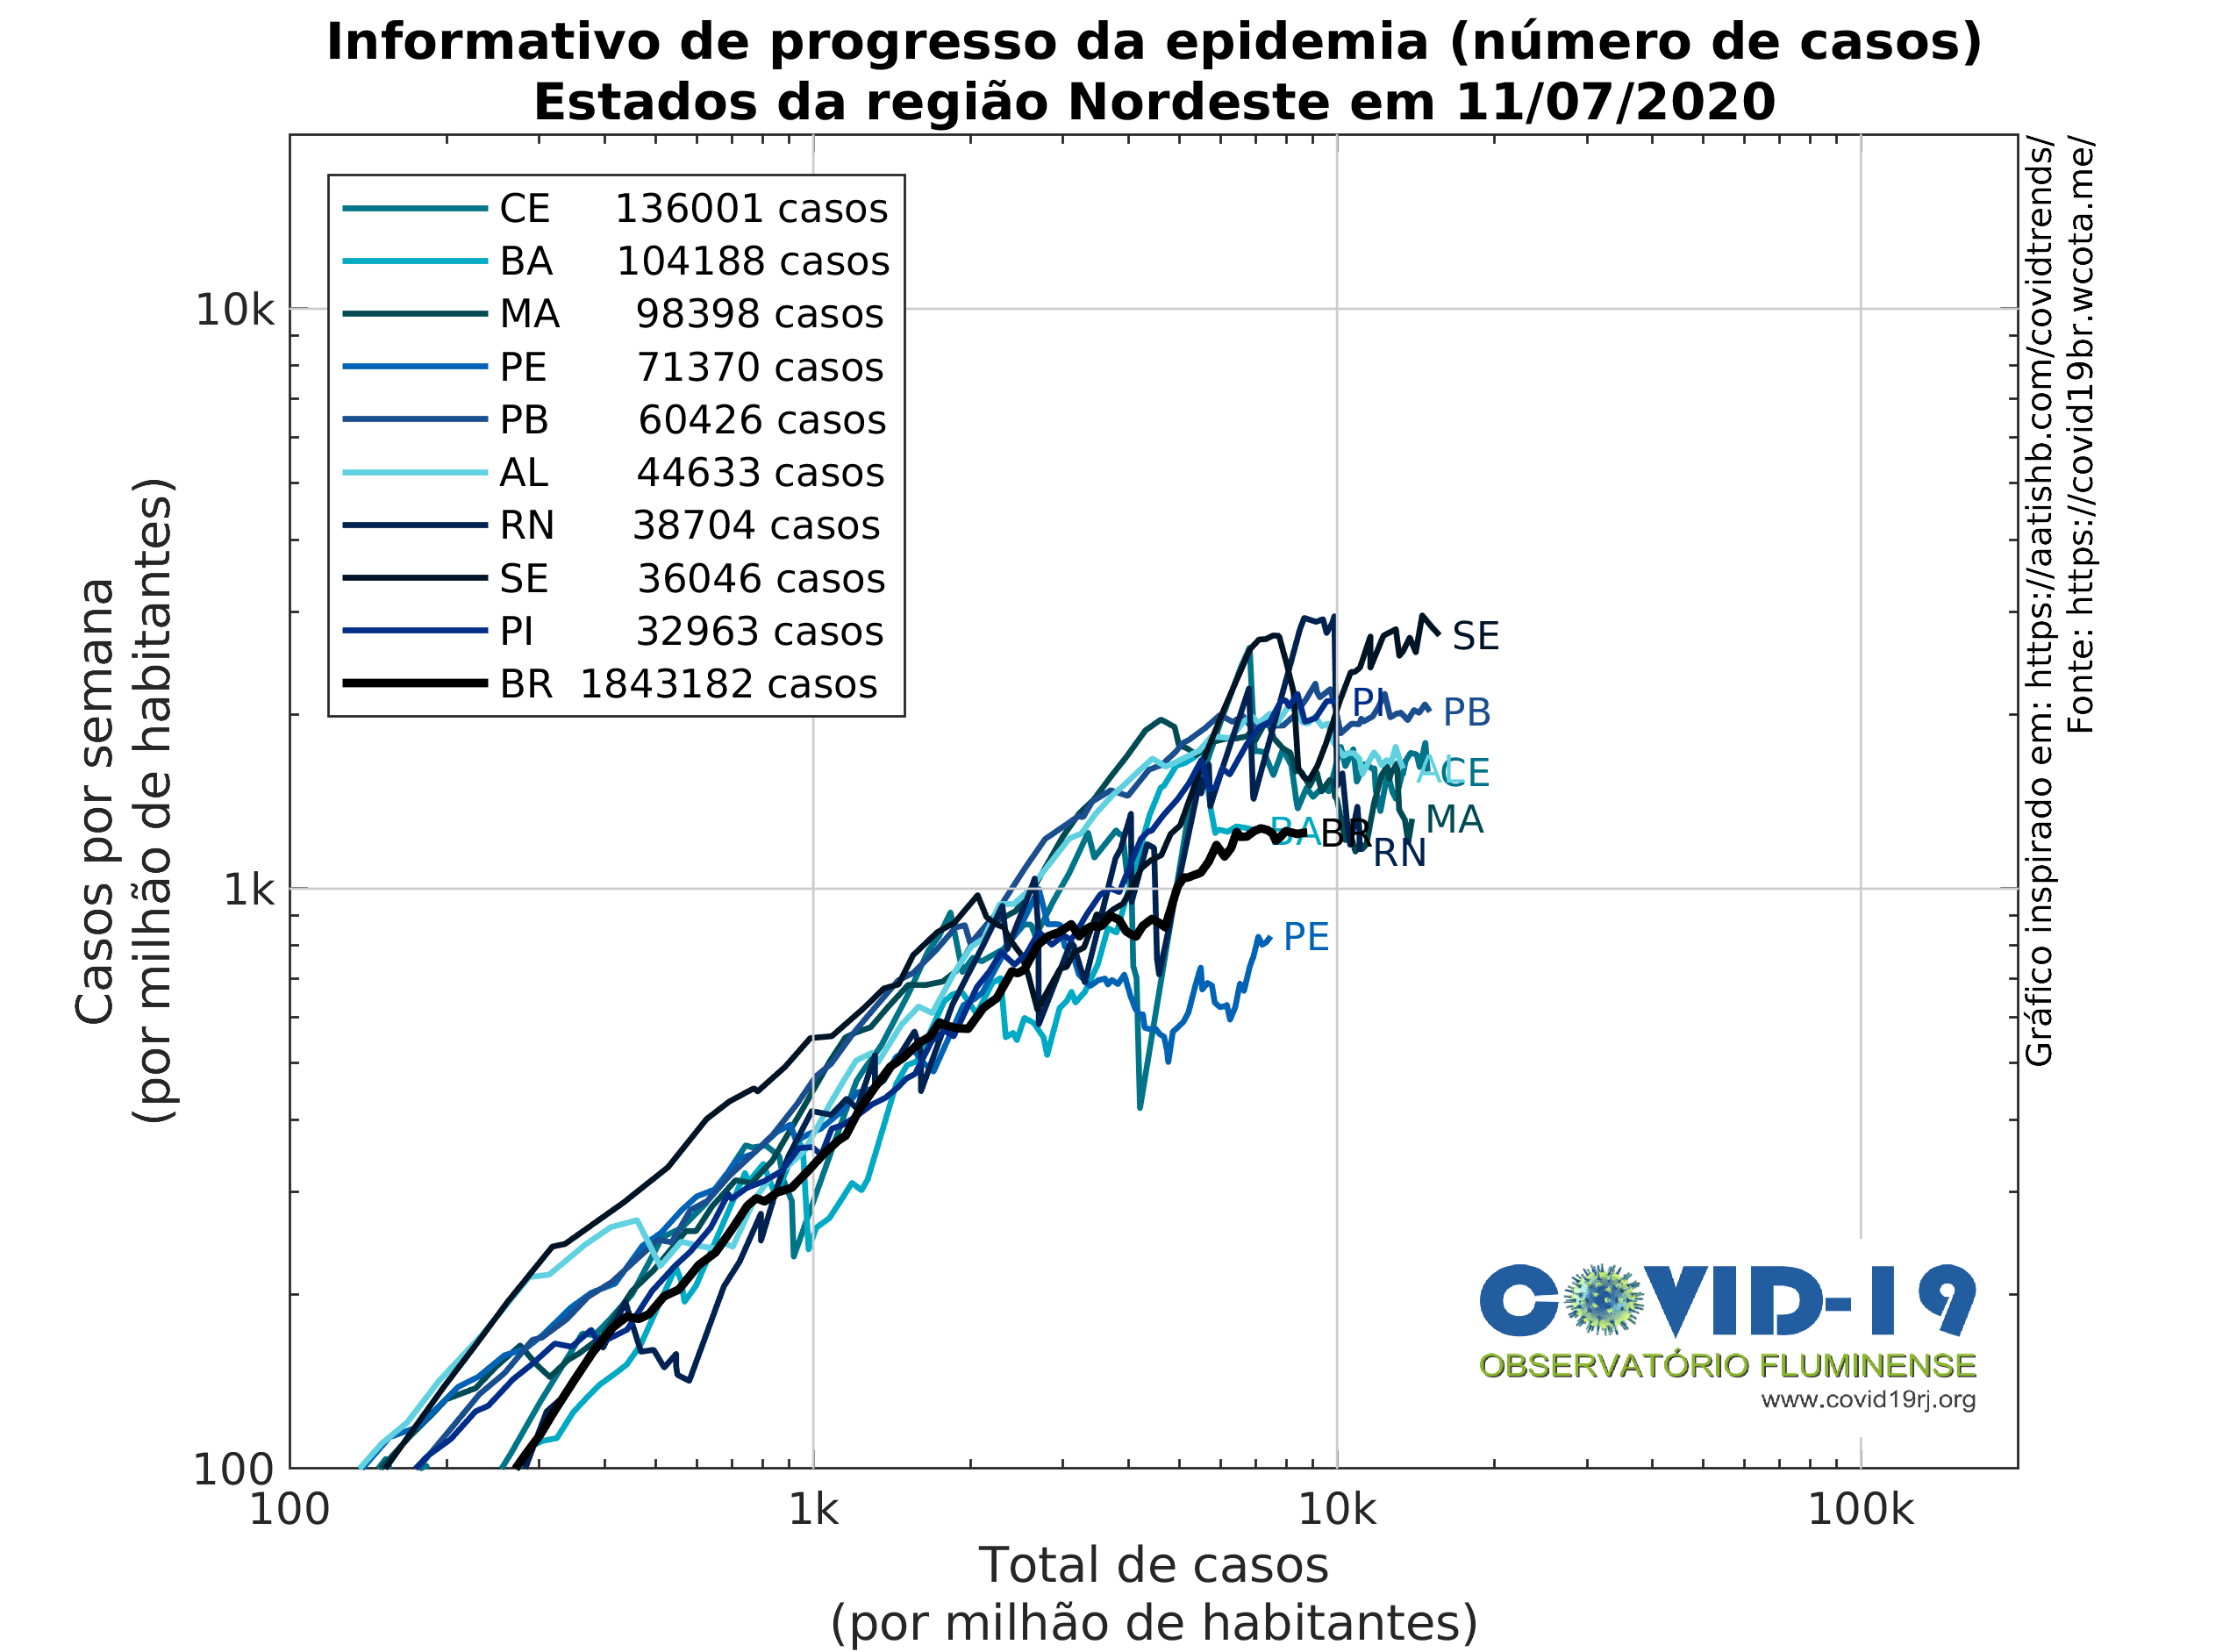 Informativo de progresso da epidemia (número de casos)
Estados da região Nordeste em 11/07/2020
CE 136001 casos
BA 104188 casos
MA 98398 casos
PE 71370 casos
PB 60426 casos
AL 44633 casos
RN 38704 casos
SE 36046 casos
PI 32963 casos
BR 1843182 casos
Casos por semana
(por milhão de habitantes)
10k
1k
100
SE
PI
PB
AL
CE
MA
BA
BR
RN
PE
Gráfico inspirado em: https://aatishb.com/covidtrends/
Fonte: https://covid19br.wcota.me/
COVID-19
OBSERVATÓRIO FLUMINENSE
www.covid19rj.org
100
1k
10k
100k
Total de casos
(por milhão de habitantes)